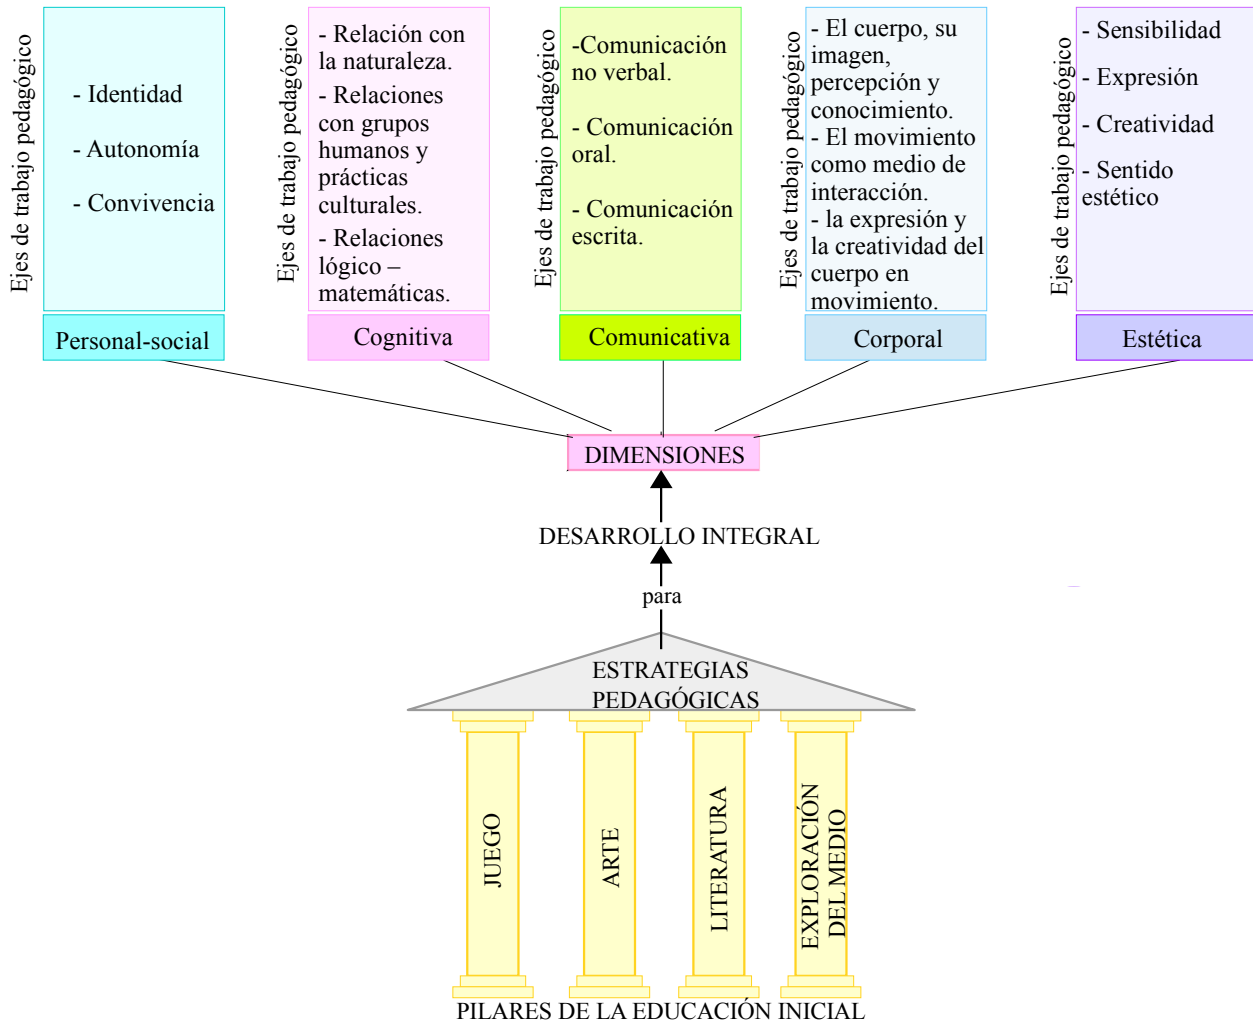 Ejes de trabajo pedagógico
- Identidad
- Autonomía
- Convivencia
Personal-social
Ejes de trabajo pedagógico
- Relación con
la naturaleza.
- Relaciones
con grupos
humanos y
prácticas
culturales.
- Relaciones
lógico –
matemáticas.
Cognitiva
Ejes de trabajo pedagógico
-Comunicación
no verbal.
- Comunicación
oral.
- Comunicación
escrita.
Comunicativa
Ejes de trabajo pedagógico
- El cuerpo, su
imagen,
percepción y
conocimiento.
- El movimiento
como medio de
interacción.
- la expresión y
la creatividad del
cuerpo en
movimiento.
Corporal
Ejes de trabajo pedagógico
- Sensibilidad
- Expresión
- Creatividad
- Sentido
estético
Estética
DIMENSIONES
DESARROLLO INTEGRAL
para
ESTRATEGIAS
PEDAGÓGICAS
JUEGO
ARTE
LITERATURA
EXPLORACIÓN
DEL MEDIO
PILARES DE LA EDUCACIÓN INICIAL